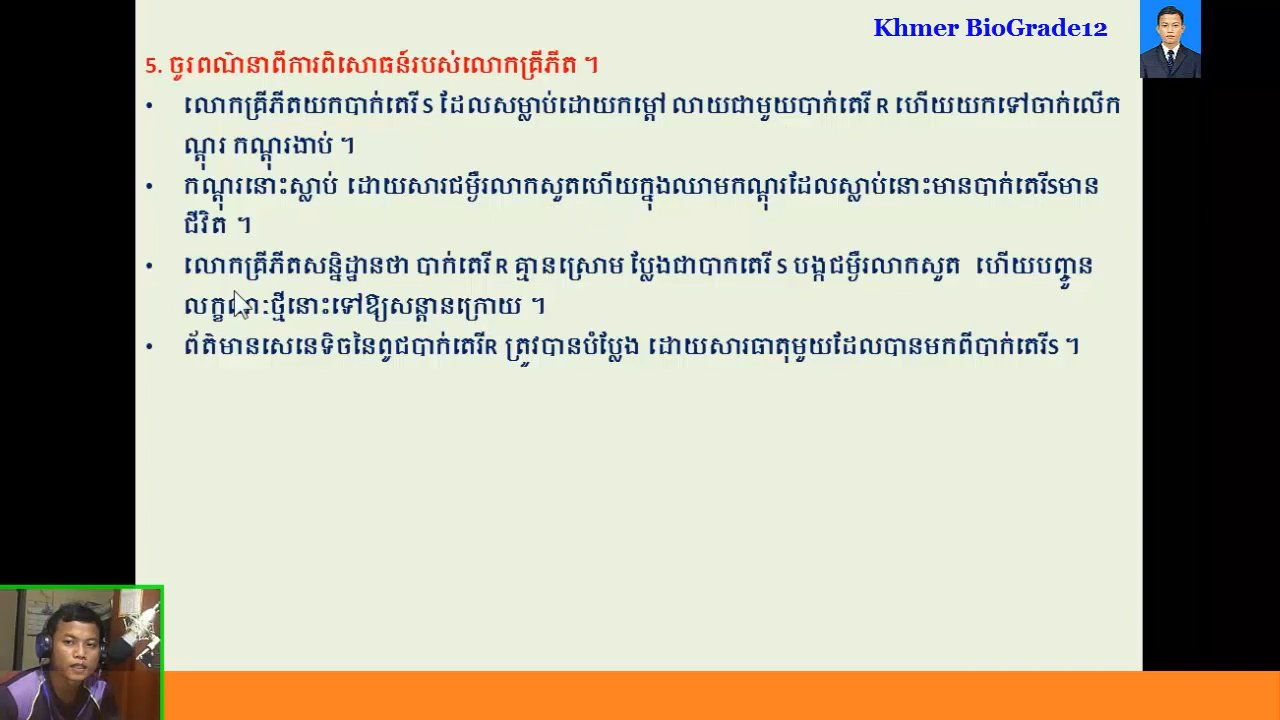 Khmer BioGrade12
5. ចូរពណ៌នាពីការពិសោធន៍របស់លោកគ្រីភីត ។
• លោកគ្រីភីតយកបាក់តេរី S ដែលសម្លាប់ដោយកម្ដៅ លាយជាមួយបាក់តេរី R ហើយយកទៅចាក់លើក
ណ្ដុរ កណ្ដុរងាប់ ។
• កណ្ដុរនោះស្លាប់ ដោយសារជម្ងឺរលាកសួតហើយក្នុងឈាមកណ្ដុរដែលស្លាប់នោះមានបាក់តេរីSមាន
ជីវិត ។
• លោកគ្រីភីតសន្និដ្ឋានថា បាក់តេរី R គ្មានស្រោម ប្លែងជាបាកតេរី S បង្កជម្ងឺរលាកសួត ហើយបញ្ជូន
លក្ខណៈថ្មីនោះទៅឱ្យសន្តានក្រោយ ។
• ព័ត៌មានសេនេទិចនៃពូជបាក់តេរីR ត្រូវបានបំប្លែង ដោយសារធាតុមួយដែលបានមកពីបាក់តេរីS ។